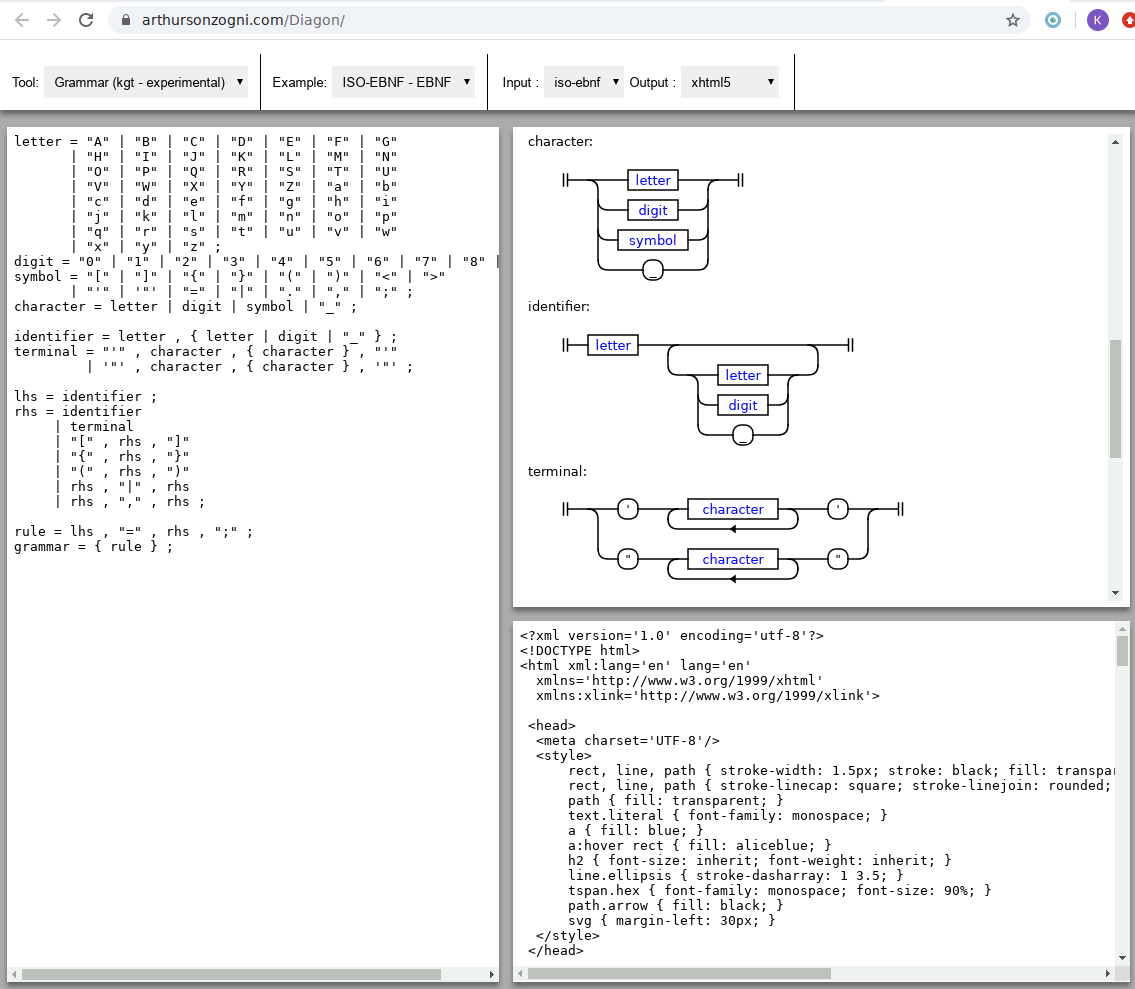 arthursonzogni.com/Diagon/
K
Tool: Grammar (kgt - experimental) Example: ISO-EBNF - EBNF Input : iso-ebnf Output : xhtml5
letter = "A" | "B" | "C" | "D" | "E" | "F" | "G"
| "H" | "I" | "J" | "K" | "L" | "M" | "N"
| "O" | "P" | "Q" | "R" | "S" | "T" | "U"
| "V" | "W" | "X" | "Y" | "Z" | "a" | "b"
| "c" | "d" | "e" | "f" | "g" | "h" | "i"
| "j" | "k" | "l" | "m" | "n" | "o" | "p"
| "q" | "r" | "s" | "t" | "u" | "v" | "w"
| "x" | "y" | "z" ;
digit = "0" | "1" | "2" | "3" | "4" | "5" | "6" | "7" | "8" |
symbol = "[" | "]" | "{" | "}" | "(" | ")" | "<" | ">"
| "'" | '"' | "=" | "|" | "." | "," | ";" ;
character = letter | digit | symbol | "_" ;
identifier = letter , { letter | digit | "_" } ;
terminal = "'" , character , { character } , "'"
| '"' , character , { character } , '"' ;
lhs = identifier ;
rhs = identifier
| terminal
| "[" , rhs , "]"
| "{" , rhs , "}"
| "(" , rhs , ")"
| rhs , "|" , rhs
| rhs , "," , rhs ;
rule = lhs , "=" , rhs , ";" ;
grammar = { rule } ;
character:
letter
digit
symbol
_
identifier:
letter
letter
digit
_
terminal:
' character '
" character "
<?xml version='1.0' encoding='utf-8'?>
<!DOCTYPE html>
<html xml:lang='en' lang='en'
xmlns='http://www.w3.org/1999/xhtml'
xmlns:xlink='http://www.w3.org/1999/xlink'>
<head>
<meta charset='UTF-8'/>
<style>
rect, line, path { stroke-width: 1.5px; stroke: black; fill: transpar
rect, line, path { stroke-linecap: square; stroke-linejoin: rounded;
path { fill: transparent; }
text.literal { font-family: monospace; }
a { fill: blue; }
a:hover rect { fill: aliceblue; }
h2 { font-size: inherit; font-weight: inherit; }
line.ellipsis { stroke-dasharray: 1 3.5; }
tspan.hex { font-family: monospace; font-size: 90%; }
path.arrow { fill: black; }
svg { margin-left: 30px; }
</style>
</head>